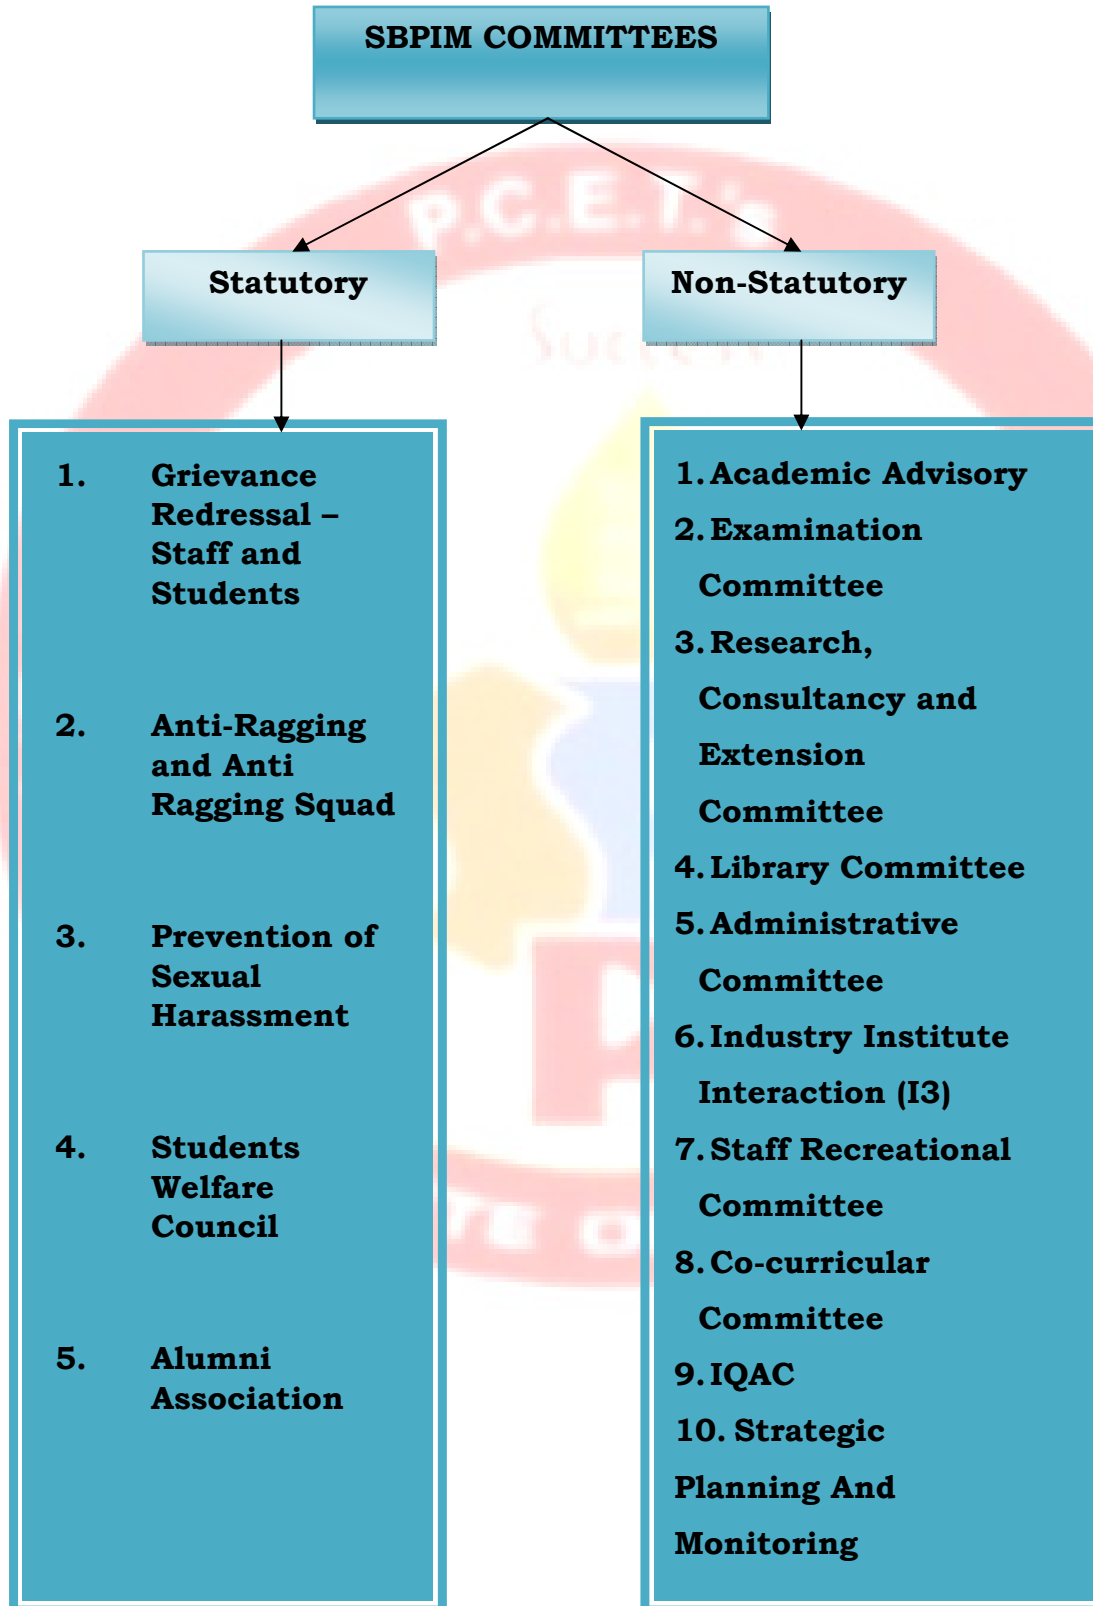 SBPIM COMMITTEES
P.C.E.T.'s
Statutory
Non-Statutory
1. Grievance
Redressal –
Staff and
Students
2. Anti-Ragging
and Anti
Ragging Squad
3. Prevention of
Sexual
Harassment
4. Students
Welfare
Council
5. Alumni
Association
1. Academic Advisory
2. Examination
Committee
3. Research,
Consultancy and
Extension
Committee
4. Library Committee
5. Administrative
Committee
6. Industry Institute
Interaction (I3)
7. Staff Recreational
Committee
8. Co-curricular
Committee
9. IQAC
10. Strategic
Planning And
Monitoring